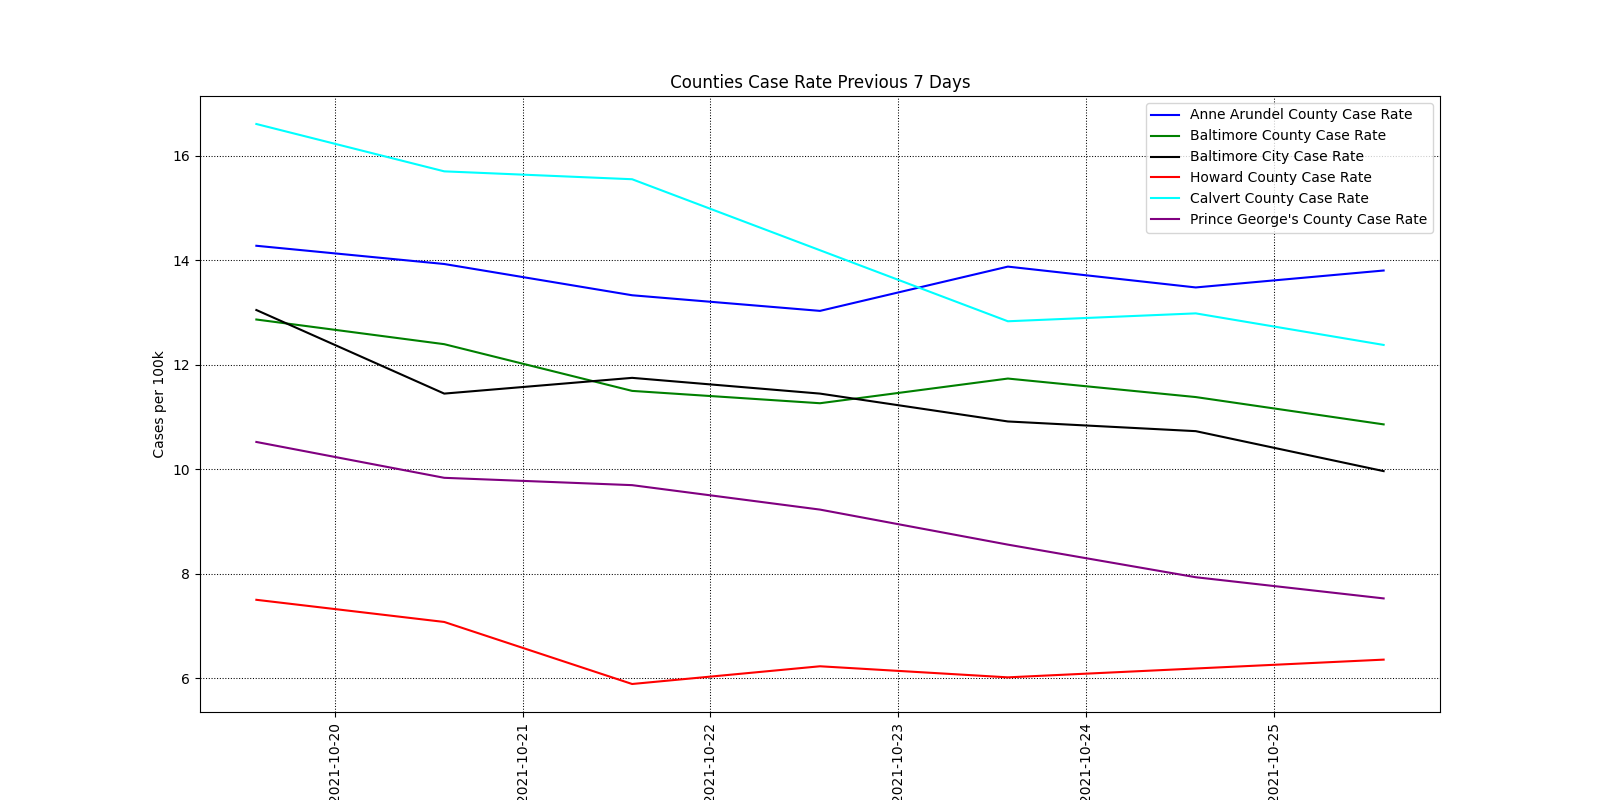 Counties Case Rate Previous 7 Days
Anne Arundel County Case Rate
Baltimore County Case Rate
Baltimore City Case Rate
Howard County Case Rate
Calvert County Case Rate
Prince George's County Case Rate
Cases per 100k
16
14
12
10
8
6
2021-10-20
2021-10-21
2021-10-22
2021-10-23
2021-10-24
2021-10-25